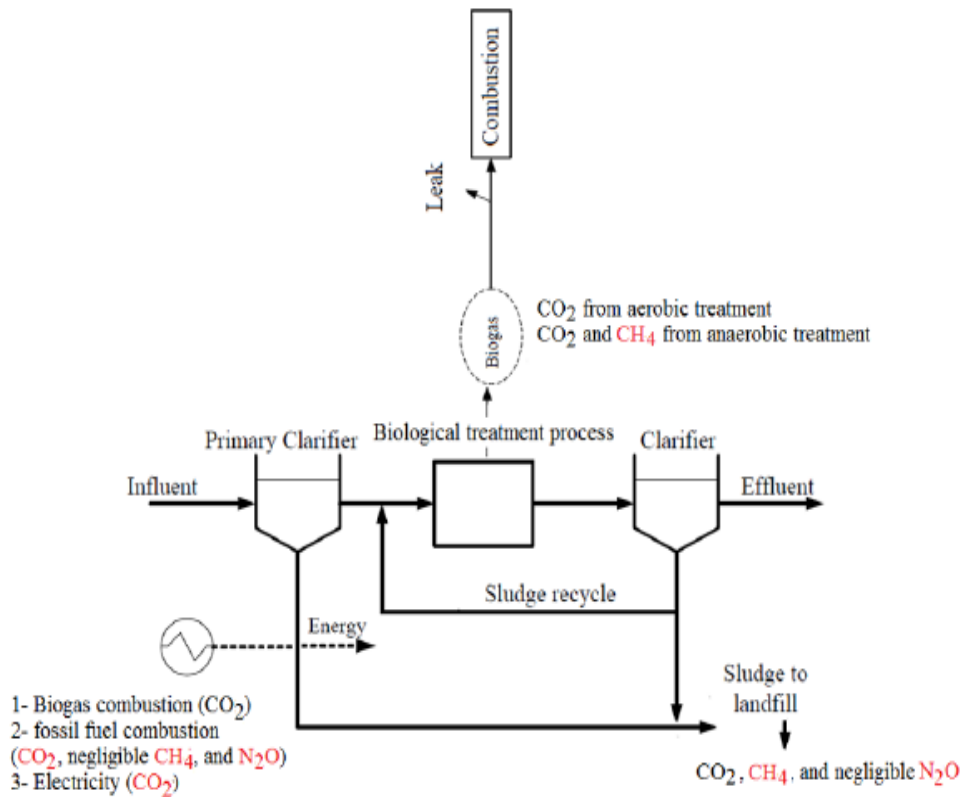 Combustion
Leak
Biogas
CO2 from aerobic treatment
CO2 and CH4 from anaerobic treatment
Primary Clarifier
Biological treatment process
Clarifier
Influent
Effluent
Sludge recycle
Energy
1- Biogas combustion (CO2)
2- fossil fuel combustion
(CO2, negligible CH4, and N2O)
3- Electricity (CO2)
Sludge to
landfill
CO2, CH4, and negligible N2O